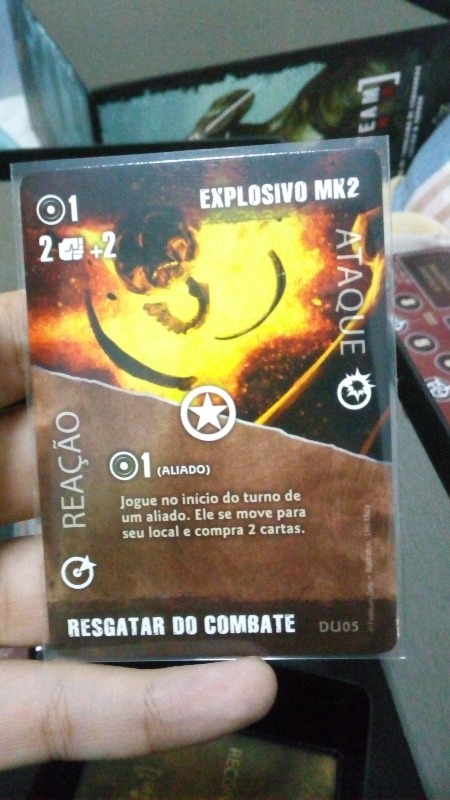 EAM]
1
EXPLOSIVO MK2
2 +2
ATAQUE
REAÇÃO
1 (ALIADO)
Jogue no início do turno de
um aliado. Ele se move para
seu local e compra 2 cartas.
RESGATAR DO COMBATE
DU05